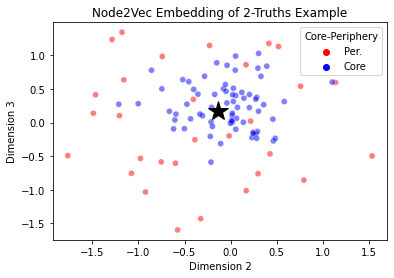 Node2Vec Embedding of 2-Truths Example
Core-Periphery
Per.
Core
Dimension 3
1.0
0.5
0.0
−0.5
−1.0
−1.5
−1.5
−1.0
−0.5
0.0
0.5
1.0
1.5
Dimension 2